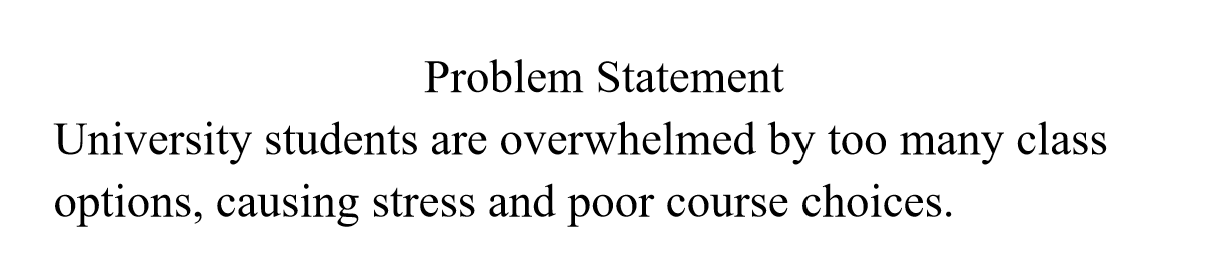 Problem Statement
University students are overwhelmed by too many class
options, causing stress and poor course choices.